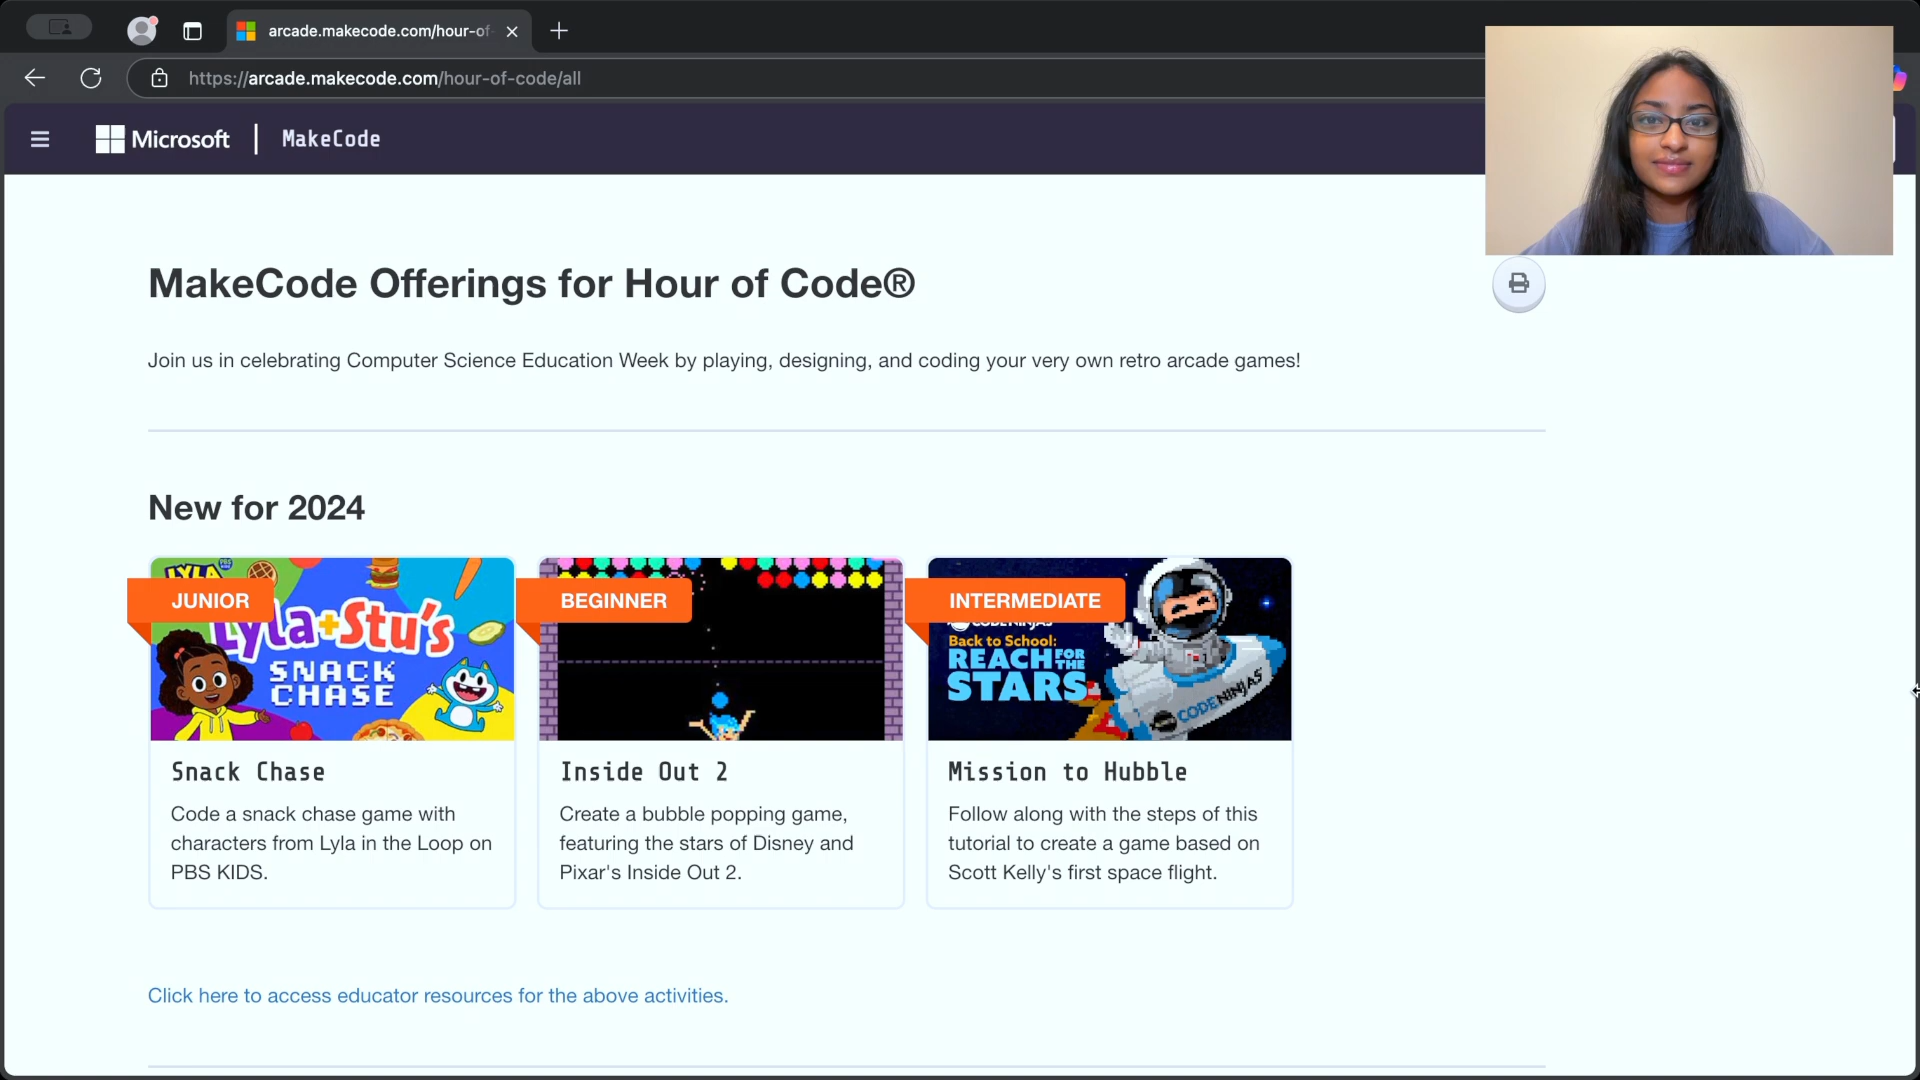 arcade.makecode.com/hour-of-
https://arcade.makecode.com/hour-of-code/all
Microsoft | MakeCode
MakeCode Offerings for Hour of Code®
Join us in celebrating Computer Science Education Week by playing, designing, and coding your very own retro arcade games!
New for 2024
JUNIOR
LYLA
Lyla+Stu's
SNACK
CHASE
Snack Chase
Code a snack chase game with
characters from Lyla in the Loop on
PBS KIDS.
BEGINNER
Inside Out 2
Create a bubble popping game,
featuring the stars of Disney and
Pixar's Inside Out 2.
INTERMEDIATE
CODE NINJAS
Back to School:
REACH FOR THE
STARS
CODE NINJAS
Mission to Hubble
Follow along with the steps of this
tutorial to create a game based on
Scott Kelly's first space flight.
Click here to access educator resources for the above activities.